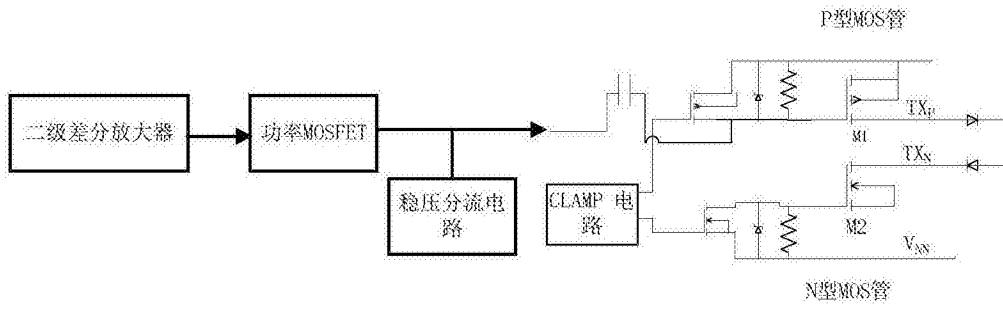 P型MOS管
二级差分放大器
功率MOSFET
稳压分流电
路
CLAMP 电
路
TXP
M1
TXN
M2
VNN
N型MOS管